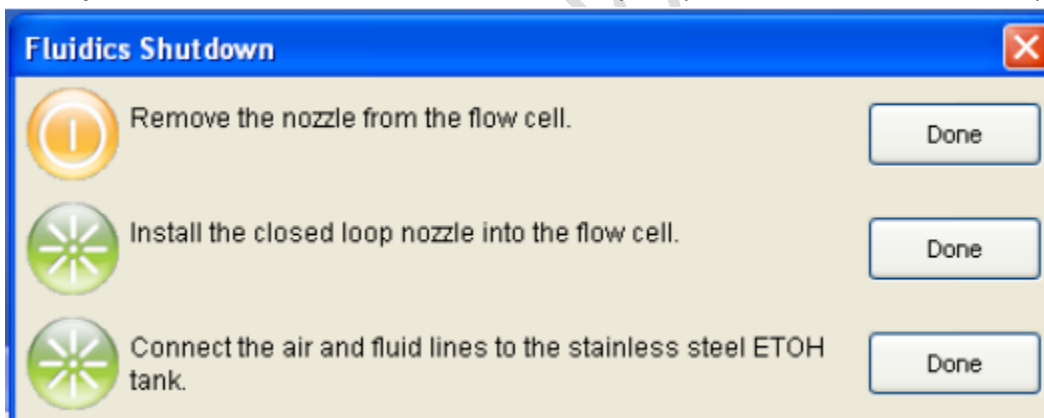 Fluidics Shutdown
Remove the nozzle from the flow cell.
Done
Install the closed loop nozzle into the flow cell.
Done
Connect the air and fluid lines to the stainless steel ETOH
tank.
Done